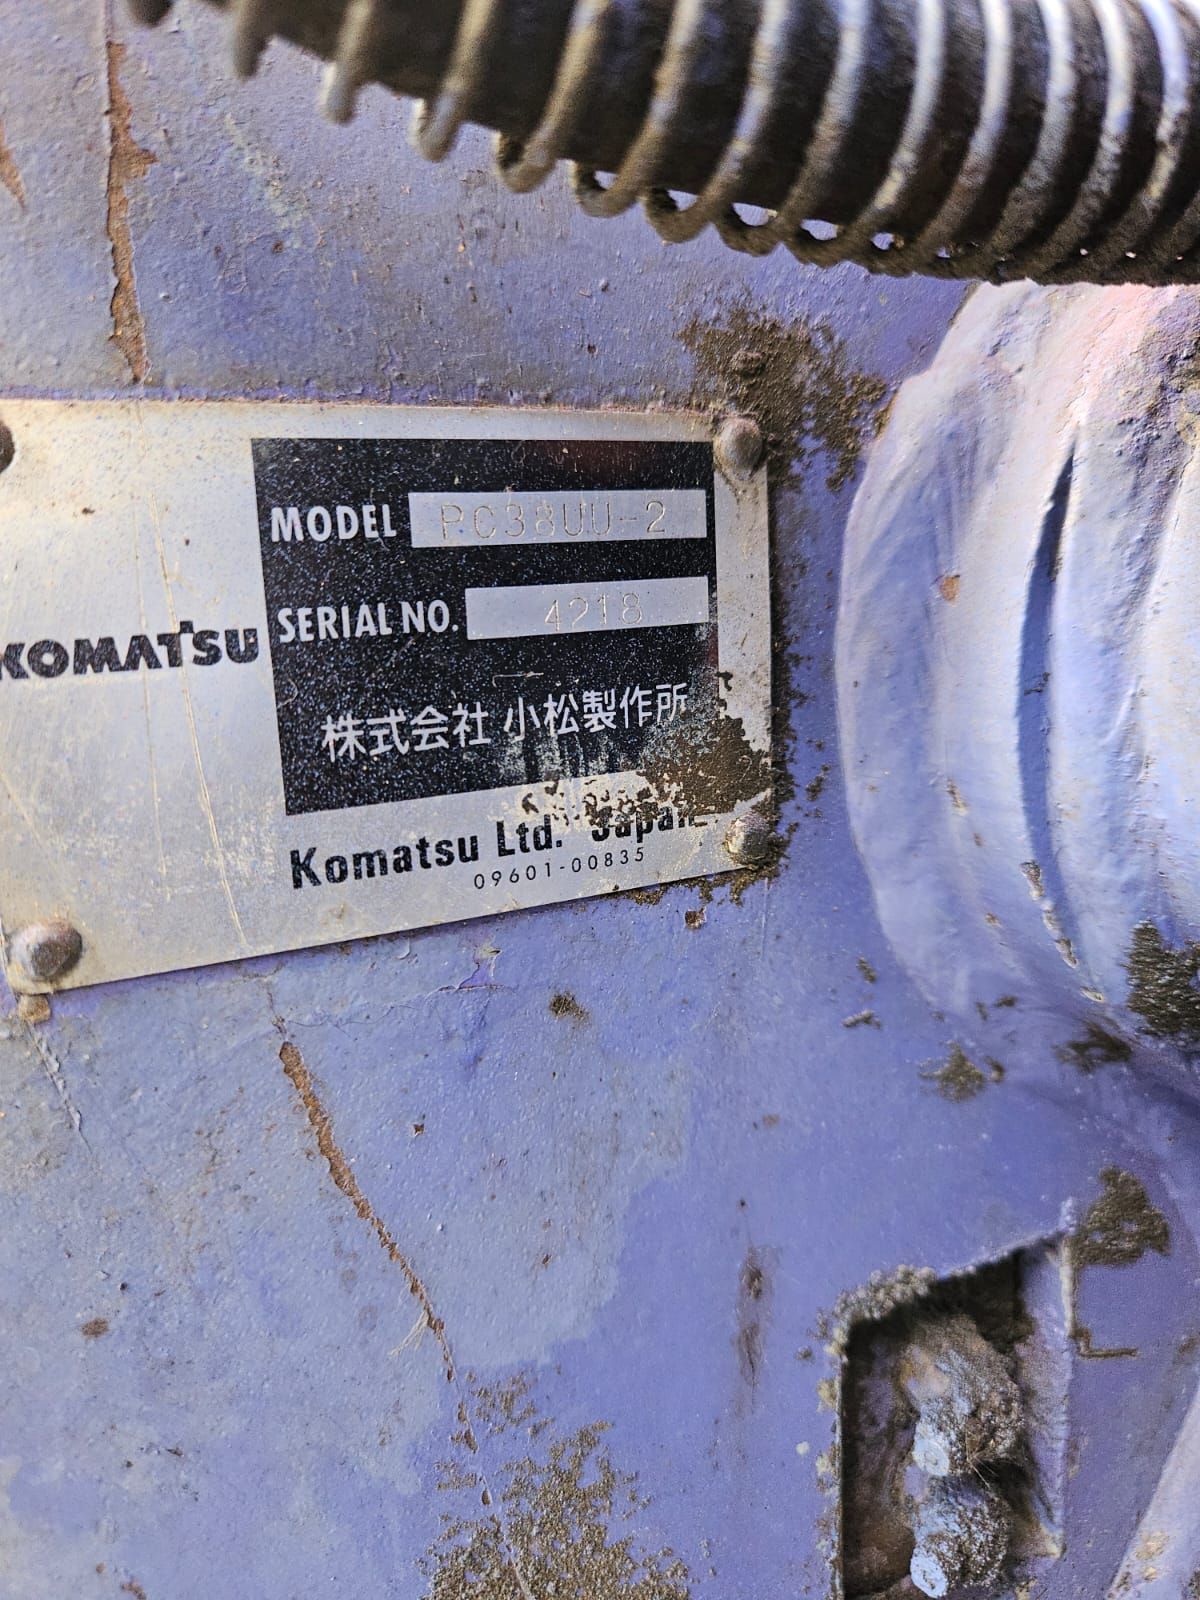 KOMATSU
MODEL PC38UU-2
SERIAL NO. 4218
株式会社 小松製作所
Komatsu Ltd. Japan
09601-00835